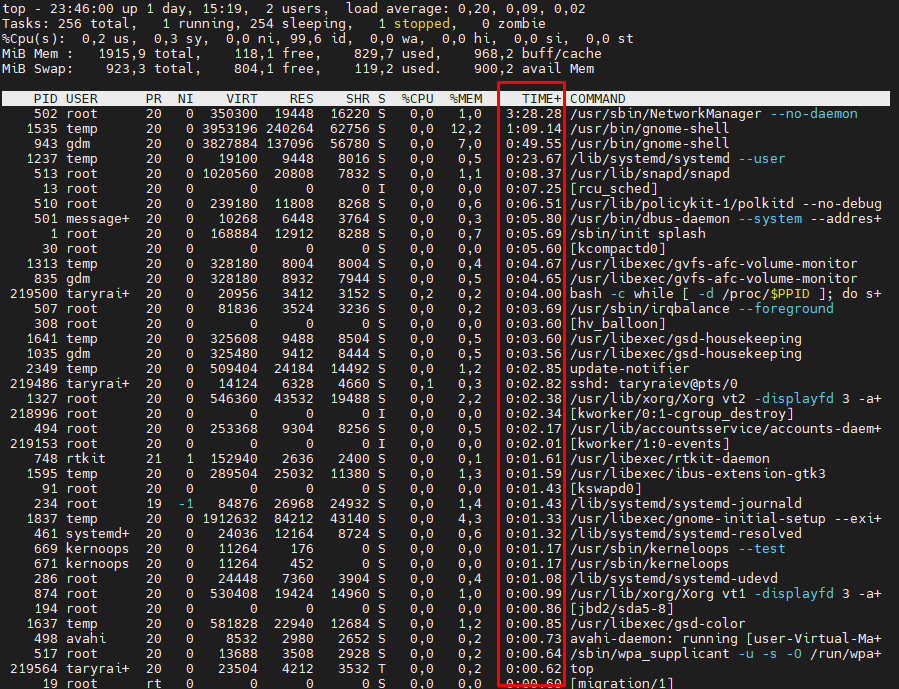 top - 23:46:00 up 1 day, 15:19,  2 users,  load average: 0,20, 0,09, 0,02
Tasks: 256 total,   1 running, 254 sleeping,   1 stopped,   0 zombie
%Cpu(s):  0,2 us,  0,3 sy,  0,0 ni, 99,6 id,  0,0 wa,  0,0 hi,  0,0 si,  0,0 st
MiB Mem :   1915,9 total,    118,1 free,    829,7 used,    968,2 buff/cache
MiB Swap:    923,3 total,    804,1 free,    119,2 used.    900,2 avail Mem
PID USER PR NI VIRT RES SHR S %CPU %MEM TIME+ COMMAND
502 root 20 0 350300 19448 16220 S 0,0 1,0 3:28.28 /usr/sbin/NetworkManager --no-daemon
1535 temp 20 0 3953196 240264 62756 S 0,0 12,2 1:09.14 /usr/bin/gnome-shell
943 gdm 20 0 3827884 137096 56780 S 0,0 7,0 0:49.55 /usr/bin/gnome-shell
1237 temp 20 0 19100 9448 8016 S 0,0 0,5 0:23.67 /lib/systemd/systemd --user
513 root 20 0 1020560 20808 7832 S 0,0 1,1 0:08.37 /usr/lib/snapd/snapd
13 root 20 0 0 0 0 I 0,0 0,0 0:07.25 [rcu_sched]
510 root 20 0 239180 11808 8268 S 0,0 0,6 0:06.51 /usr/lib/policykit-1/polkitd --no-debug
501 message+ 20 0 10268 6448 3764 S 0,0 0,3 0:05.80 /usr/bin/dbus-daemon --system --addres+
1 root 20 0 168884 12912 8288 S 0,0 0,7 0:05.69 /sbin/init splash
30 root 20 0 0 0 0 S 0,0 0,0 0:05.60 [kcompactd0]
1313 temp 20 0 328180 8004 8004 S 0,0 0,4 0:04.67 /usr/libexec/gvfs-afc-volume-monitor
835 gdm 20 0 328180 8932 7944 S 0,0 0,5 0:04.65 /usr/libexec/gvfs-afc-volume-monitor
219500 taryrai+ 20 0 20956 3412 3152 S 0,2 0,2 0:04.00 bash -c while [ -d /proc/$PPID ]; do s+
507 root 20 0 81836 3524 3236 S 0,0 0,2 0:03.69 /usr/sbin/irqbalance --foreground
308 root 20 0 0 0 0 S 0,0 0,0 0:03.60 [hv_balloon]
1641 temp 20 0 325608 9488 8504 S 0,0 0,5 0:03.60 /usr/libexec/gsd-housekeeping
1035 gdm 20 0 325480 9412 8444 S 0,0 0,5 0:03.56 /usr/libexec/gsd-housekeeping
2349 temp 20 0 509404 24184 14492 S 0,0 1,2 0:02.85 update-notifier
219486 taryrai+ 20 0 14124 6328 4660 S 0,1 0,3 0:02.82 sshd: taryraiev@pts/0
1327 root 20 0 546360 43532 19488 S 0,0 2,2 0:02.38 /usr/lib/xorg/Xorg vt2 -displayfd 3 -a+
218996 root 20 0 0 0 0 I 0,0 0,0 0:02.34 [kworker/0:1-cgroup_destroy]
494 root 20 0 253368 9304 8256 S 0,0 0,5 0:02.17 /usr/lib/accountsservice/accounts-daem+
219153 root 20 0 0 0 0 I 0,0 0,0 0:02.01 [kworker/1:0-events]
748 rtkit 21 1 152940 2636 2400 S 0,0 0,1 0:01.61 /usr/libexec/rtkit-daemon
1595 temp 20 0 289504 25032 11380 S 0,0 1,3 0:01.59 /usr/libexec/ibus-extension-gtk3
91 root 20 0 0 0 0 S 0,0 0,0 0:01.43 [kswapd0]
234 root 19 -1 84876 26968 24932 S 0,0 1,4 0:01.43 /lib/systemd/systemd-journald
1837 temp 20 0 1912632 84212 43140 S 0,0 4,3 0:01.33 /usr/libexec/gnome-initial-setup --exi+
461 systemd+ 20 0 24036 12164 8724 S 0,0 0,6 0:01.32 /lib/systemd/systemd-resolved
669 kernoops 20 0 11264 176 0 S 0,0 0,0 0:01.17 /usr/sbin/kerneloops --test
671 kernoops 20 0 11264 452 0 S 0,0 0,0 0:01.17 /usr/sbin/kerneloops
286 root 20 0 24448 7360 3904 S 0,0 0,4 0:01.08 /lib/systemd/systemd-udevd
874 root 20 0 530408 19424 14960 S 0,0 1,0 0:00.99 /usr/lib/xorg/Xorg vt1 -displayfd 3 -a+
194 root 20 0 0 0 0 S 0,0 0,0 0:00.86 [jbd2/sda5-8]
1637 temp 20 0 581828 22940 12684 S 0,0 1,2 0:00.85 /usr/libexec/gsd-color
498 avahi 20 0 8532 2980 2652 S 0,0 0,2 0:00.73 avahi-daemon: running [user-Virtual-Ma+
517 root 20 0 13688 3508 2928 S 0,0 0,2 0:00.64 /sbin/wpa_supplicant -u -s -O /run/wpa+
219564 taryrai+ 20 0 23504 4212 3532 T 0,0 0,2 0:00.62 top
19 root rt 0 0 0 0 S 0,0 0,0 0:00.60 [migration/1]